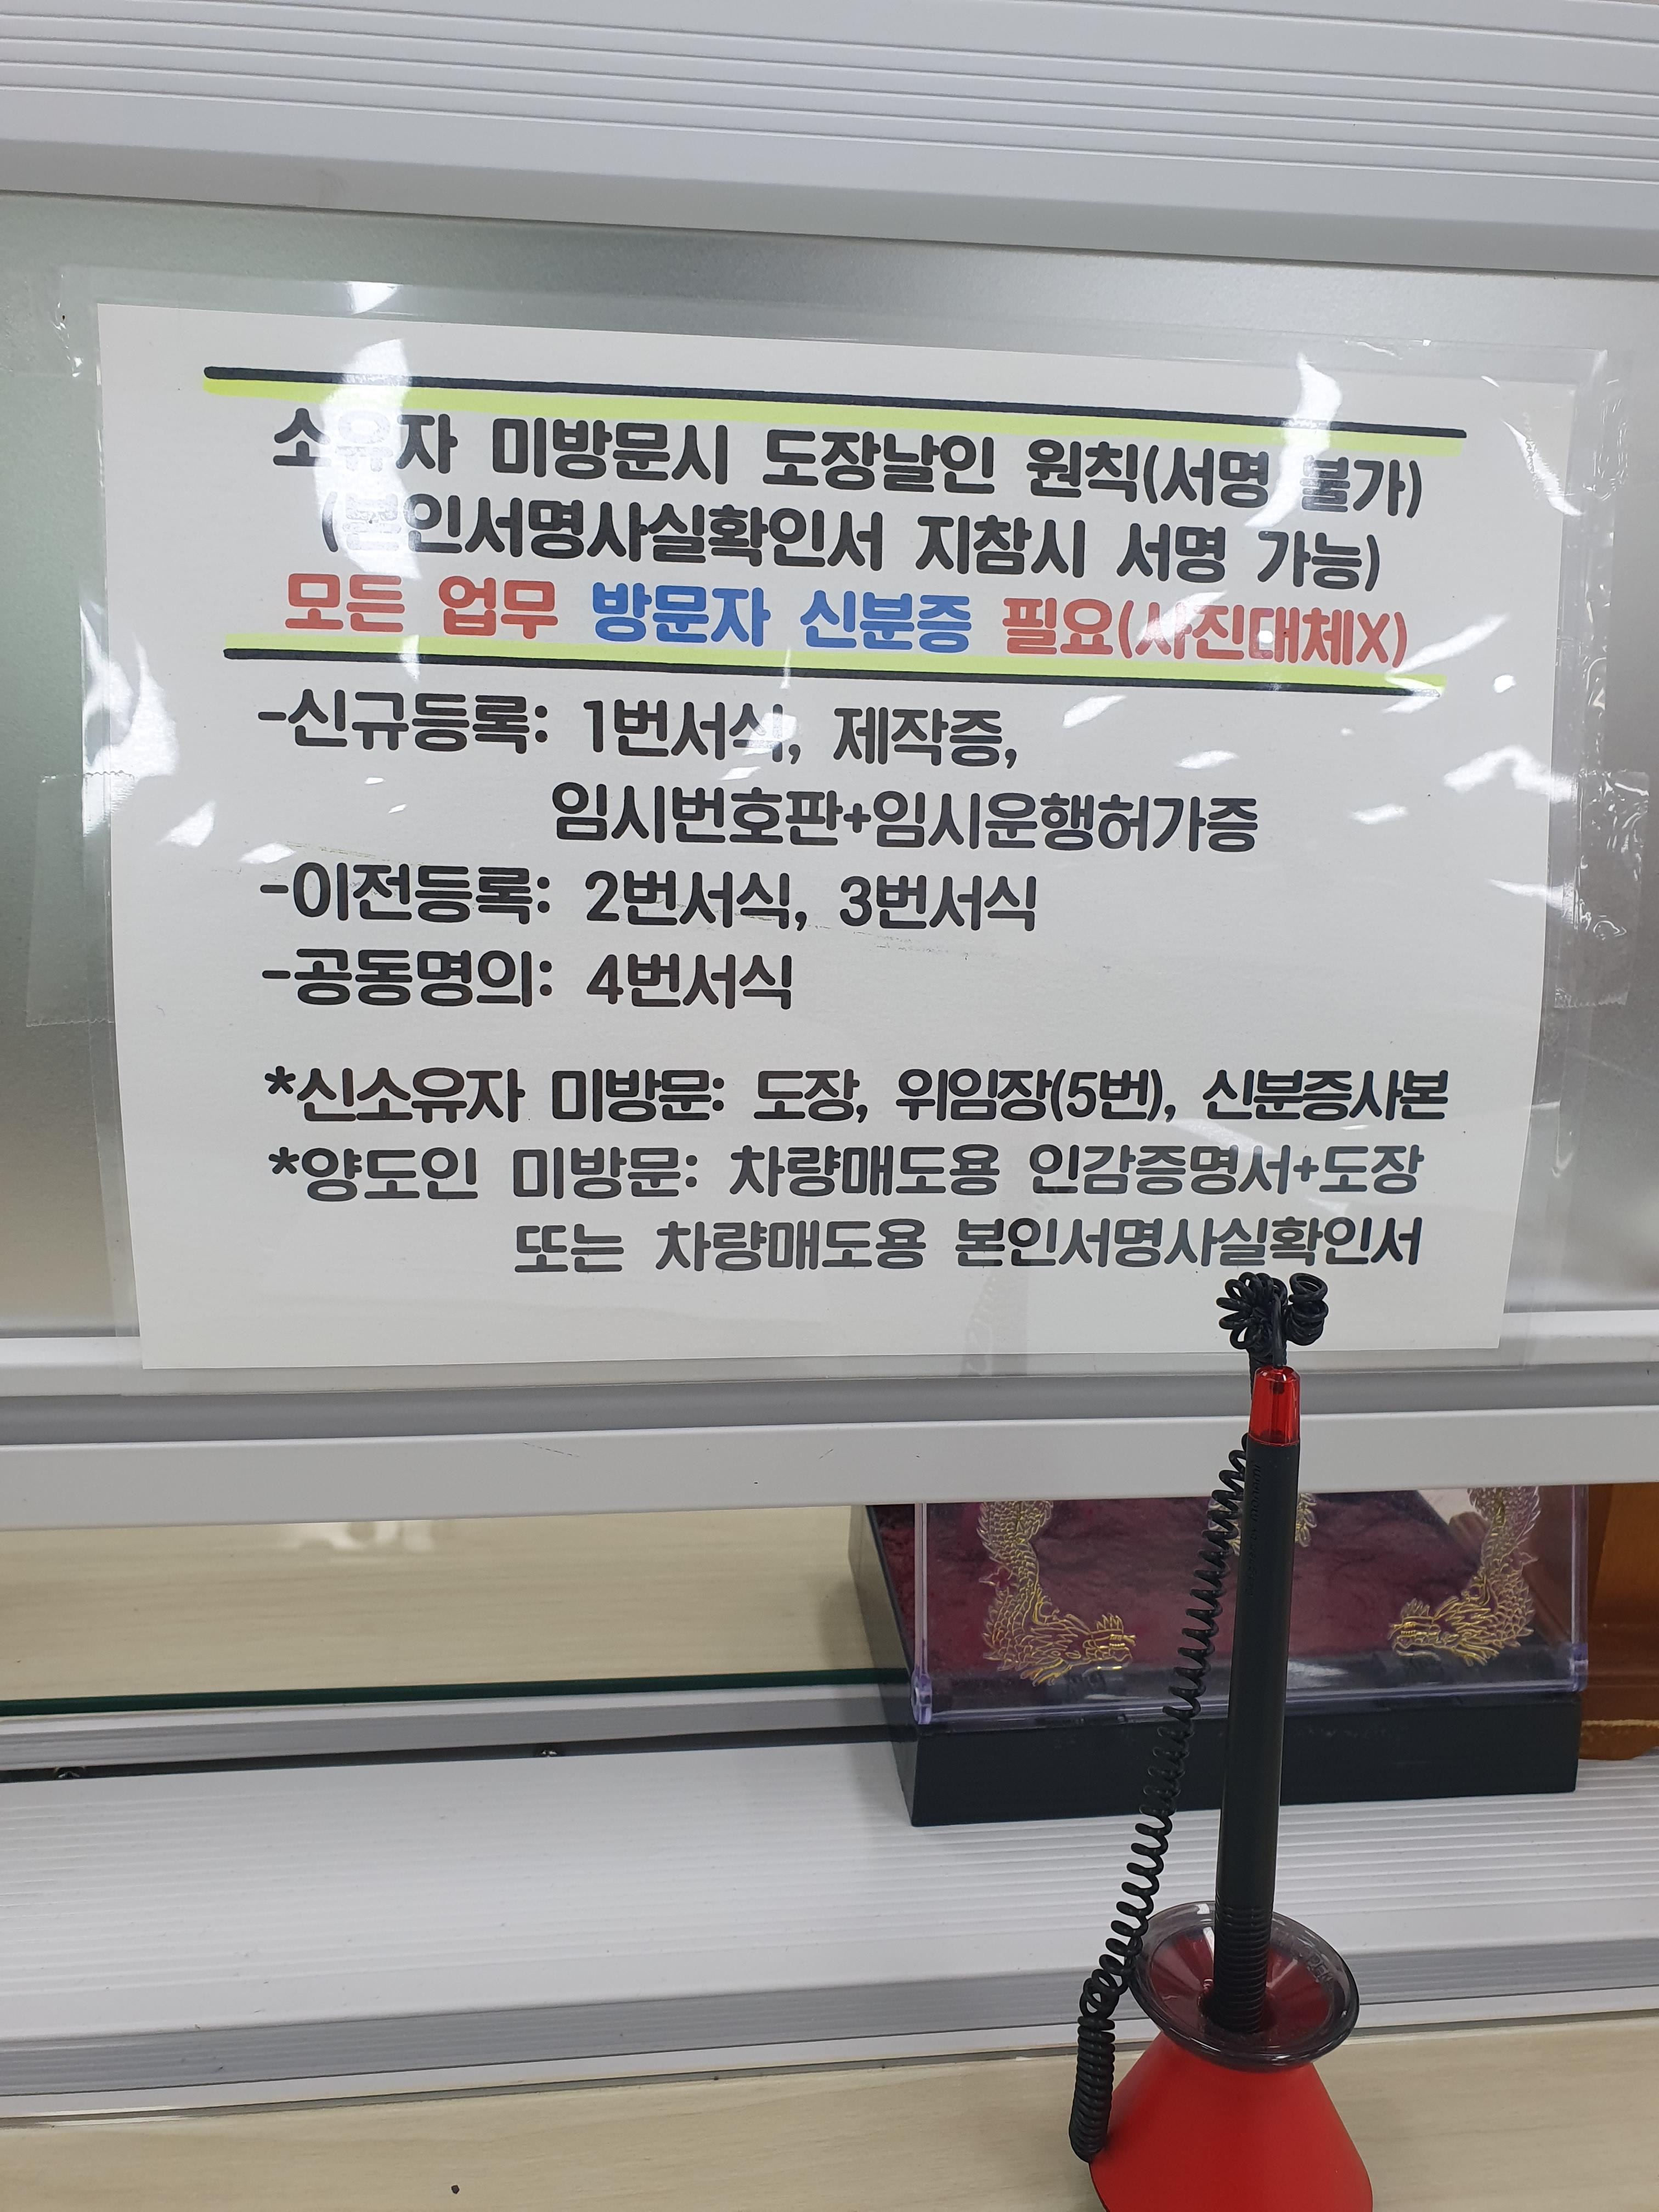 소유자 미방문시 도장날인 원칙(서명 불가)
(본인서명사실확인서 지참시 서명 가능)
모든 업무 방문자 신분증 필요(사진대체X)
-신규등록: 1번서식, 제작증,
임시번호판+임시운행허가증
-이전등록: 2번서식, 3번서식
-공동명의: 4번서식
*신소유자 미방문: 도장, 위임장(5번), 신분증사본
*양도인 미방문: 차량매도용 인감증명서+도장
또는 차량매도용 본인서명사실확인서